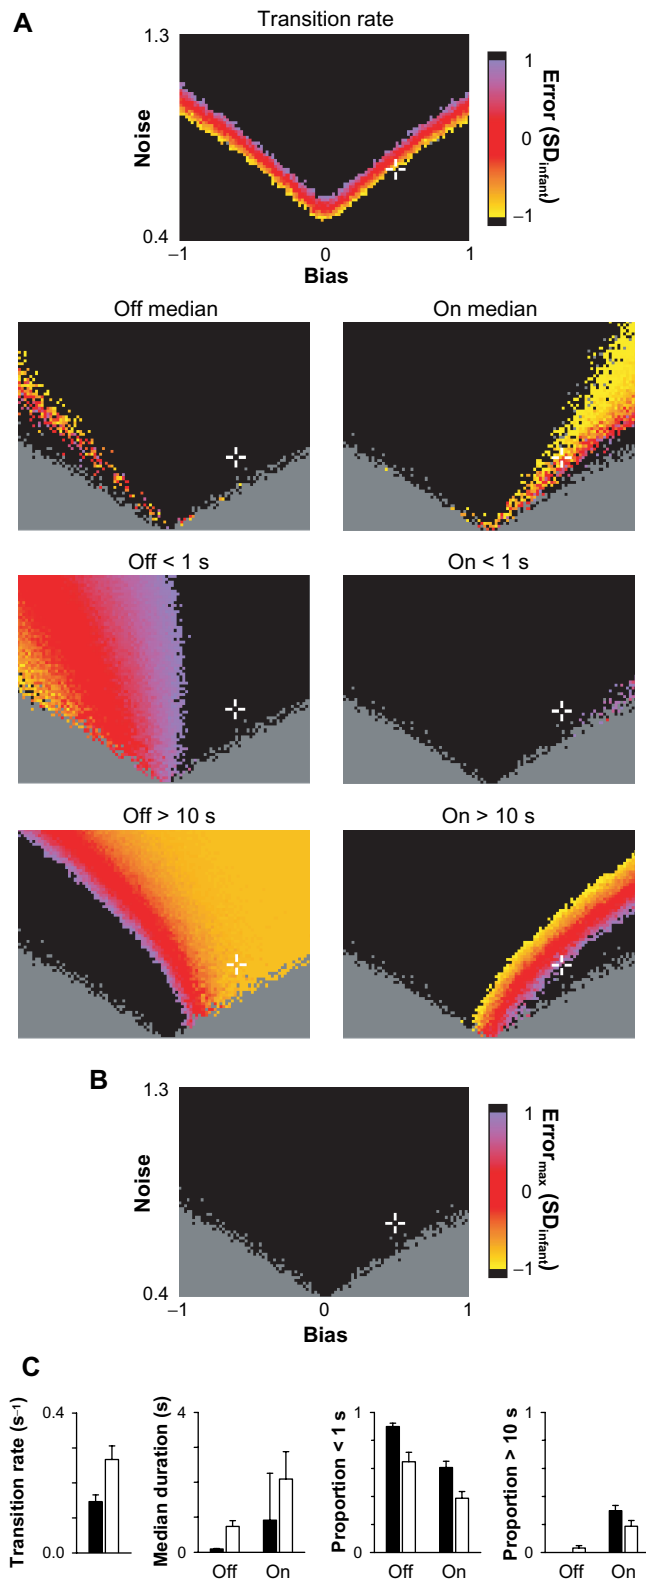 A
Transition rate
1.3
Noise
0.4
−1
0
1
Bias
1
0
−1
Error (SDinfant)
Off median
On median
Off < 1 s
On < 1 s
Off > 10 s
On > 10 s
B
1.3
Noise
0.4
−1
0
1
Bias
1
0
−1
Errormax (SDinfant)
C
Transition rate (s⁻¹)
0.4
0.0
Median duration (s)
4
0
Off
On
Proportion < 1 s
1
0
Off
On
Proportion > 10 s
1
0
Off
On